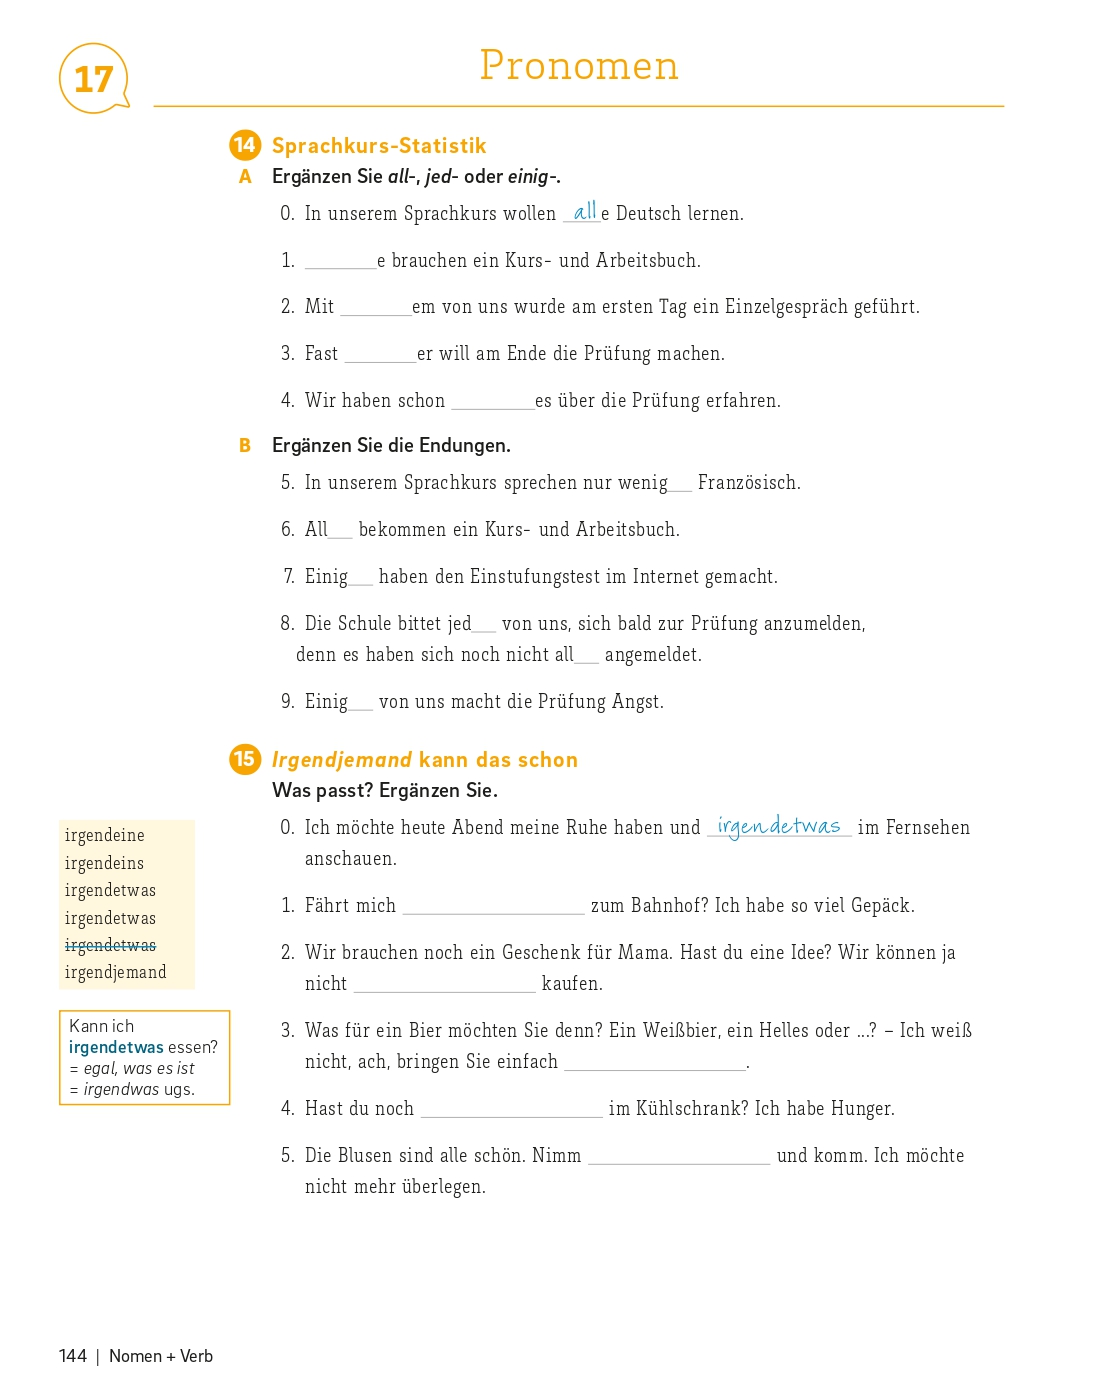 17
Pronomen
14 Sprachkurs-Statistik
A Ergänzen Sie all-, jed- oder einig-.
0. In unserem Sprachkurs wollen alle Deutsch lernen.
1. ________e brauchen ein Kurs- und Arbeitsbuch.
2. Mit ________em von uns wurde am ersten Tag ein Einzelgespräch geführt.
3. Fast ________er will am Ende die Prüfung machen.
4. Wir haben schon ________es über die Prüfung erfahren.
B Ergänzen Sie die Endungen.
5. In unserem Sprachkurs sprechen nur wenig___ Französisch.
6. All___ bekommen ein Kurs- und Arbeitsbuch.
7. Einig___ haben den Einstufungstest im Internet gemacht.
8. Die Schule bittet jed___ von uns, sich bald zur Prüfung anzumelden,
denn es haben sich noch nicht all___ angemeldet.
9. Einig___ von uns macht die Prüfung Angst.
15 Irgendjemand kann das schon
Was passt? Ergänzen Sie.
irgendeine
irgendeins
irgendetwas
irgendetwas
irgendetwas
irgendjemand
Kann ich
irgendetwas essen?
= egal, was es ist
= irgendwas ugs.
0. Ich möchte heute Abend meine Ruhe haben und irgendetwas im Fernsehen
anschauen.
1. Fährt mich ____________________ zum Bahnhof? Ich habe so viel Gepäck.
2. Wir brauchen noch ein Geschenk für Mama. Hast du eine Idee? Wir können ja
nicht ____________________ kaufen.
3. Was für ein Bier möchten Sie denn? Ein Weißbier, ein Helles oder ...? – Ich weiß
nicht, ach, bringen Sie einfach ____________________.
4. Hast du noch ____________________ im Kühlschrank? Ich habe Hunger.
5. Die Blusen sind alle schön. Nimm ____________________ und komm. Ich möchte
nicht mehr überlegen.
144 | Nomen + Verb